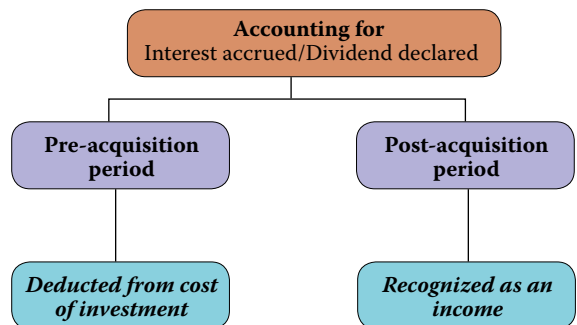 Accounting for
Interest accrued/Dividend declared
Pre-acquisition
period
Post-acquisition
period
Deducted from cost
of investment
Recognized as an
income